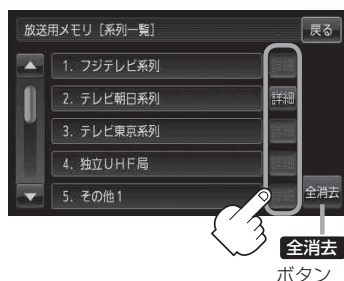 放送用メモリ [系列一覧]
戻る
1. フジテレビ系列
2. テレビ朝日系列
詳細
3. テレビ東京系列
4. 独立UHF局
5. その他1
全消去
全消去
ボタン